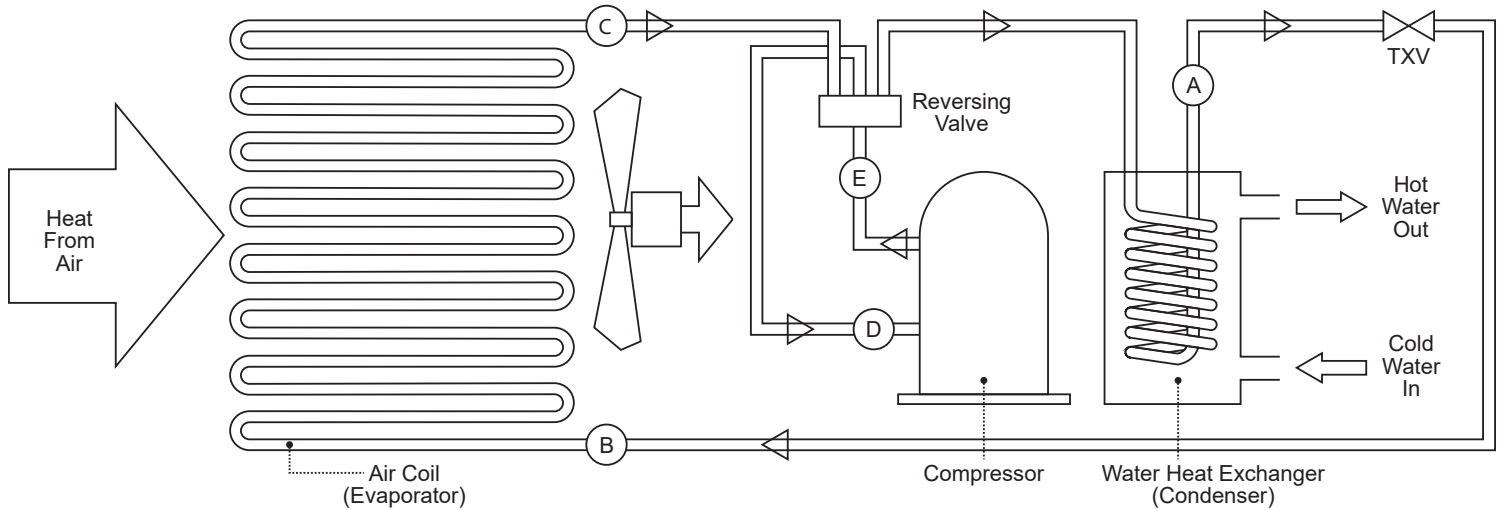 C
TXV
A
Reversing
Valve
E
Hot
Water
Out
Heat
From
Air
D
Cold
Water
In
B
Air Coil
(Evaporator)
Compressor
Water Heat Exchanger
(Condenser)